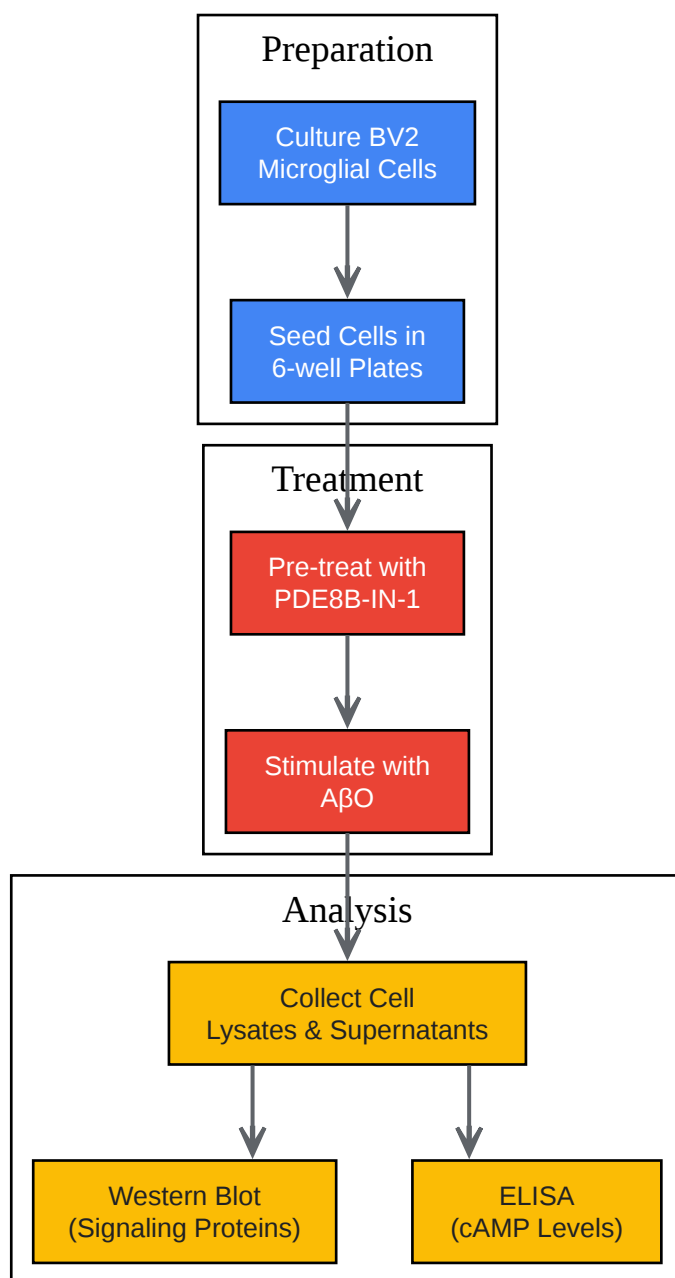 Preparation
Culture BV2
Microglial Cells
Seed Cells in
6-well Plates
Treatment
Pre-treat with
PDE8B-IN-1
Stimulate with
AβO
Analysis
Collect Cell
Lysates & Supernatants
Western Blot
(Signaling Proteins)
ELISA
(cAMP Levels)